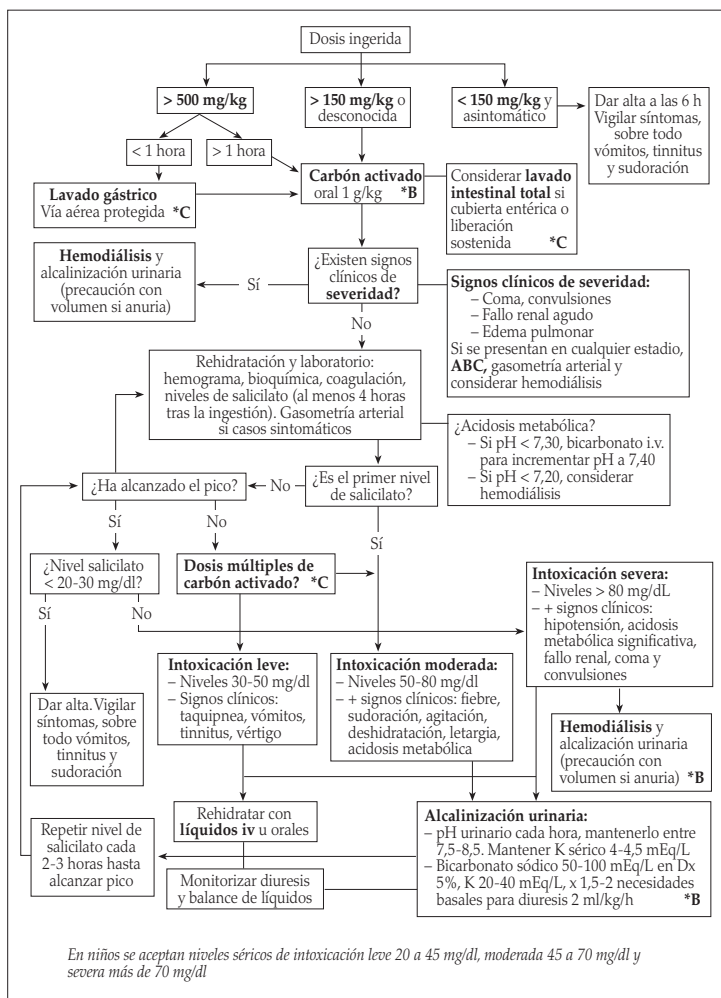 Dosis ingerida
> 500 mg/kg
> 150 mg/kg o
desconocida
< 150 mg/kg y
asintomático
Dar alta a las 6 h
Vigilar síntomas,
sobre todo
vómitos, tinnitus
y sudoración
< 1 hora
> 1 hora
Lavado gástrico
Vía aérea protegida *C
Carbón activado
oral 1 g/kg *B
Considerar lavado
intestinal total si
cubierta entérica o
liberación
sostenida *C
Hemodiálisis y
alcalinización urinaria
(precaución con
volumen si anuria)
Sí
¿Existen signos
clínicos de
severidad?
Signos clínicos de severidad:
– Coma, convulsiones
– Fallo renal agudo
– Edema pulmonar
Si se presentan en cualquier estadio,
ABC, gasometría arterial y
considerar hemodiálisis
No
Rehidratación y laboratorio:
hemograma, bioquímica, coagulación,
niveles de salicilato (al menos 4 horas
tras la ingestión). Gasometría arterial
si casos sintomáticos
¿Acidosis metabólica?
– Si pH < 7,30, bicarbonato i.v.
para incrementar pH a 7,40
– Si pH < 7,20, considerar
hemodiálisis
¿Ha alcanzado el pico?
No
¿Es el primer nivel
de salicilato?
Sí
No
Sí
¿Nivel salicilato
< 20-30 mg/dl?
Dosis múltiples de
carbón activado? *C
Intoxicación severa:
– Niveles > 80 mg/dL
– + signos clínicos:
hipotensión, acidosis
metabólica significativa,
fallo renal, coma y
convulsiones
Sí
No
Dar alta.Vigilar
síntomas, sobre
todo vómitos,
tinnitus y
sudoración
Intoxicación leve:
– Niveles 30-50 mg/dl
– Signos clínicos:
taquipnea, vómitos,
tinnitus, vértigo
Intoxicación moderada:
– Niveles 50-80 mg/dl
– + signos clínicos: fiebre,
sudoración, agitación,
deshidratación, letargia,
acidosis metabólica
Hemodiálisis y
alcalización urinaria
(precaución con
volumen si anuria) *B
Repetir nivel de
salicilato cada
2-3 horas hasta
alcanzar pico
Rehidratar con
líquidos iv u orales
Monitorizar diuresis
y balance de líquidos
Alcalinización urinaria:
– pH urinario cada hora, mantenerlo entre
7,5-8,5. Mantener K sérico 4-4,5 mEq/L
– Bicarbonato sódico 50-100 mEq/L en Dx
5%, K 20-40 mEq/L, x 1,5-2 necesidades
basales para diuresis 2 ml/kg/h *B
En niños se aceptan niveles séricos de intoxicación leve 20 a 45 mg/dl, moderada 45 a 70 mg/dl y
severa más de 70 mg/dl